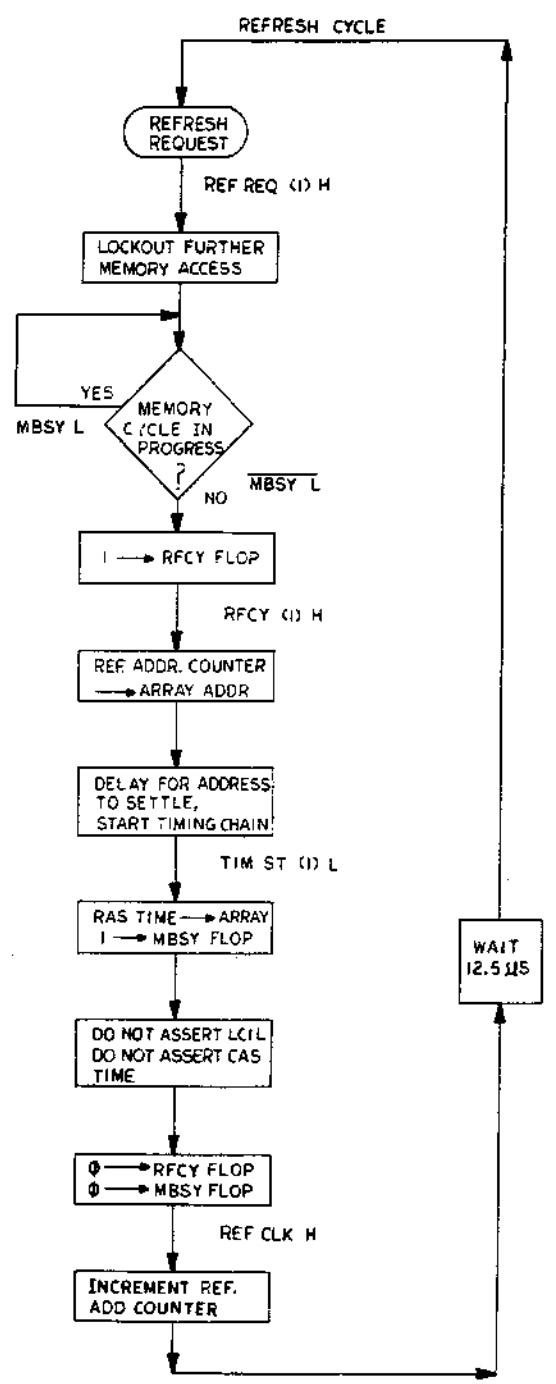 REFRESH CYCLE
REFRESH
REQUEST
REF REQ (1) H
LOCKOUT FURTHER
MEMORY ACCESS
YES
MBSY L
MEMORY
CYCLE IN
PROGRESS
?
NO
MBSY L
1 → RFCY FLOP
RFCY (1) H
REF. ADDR. COUNTER
→ ARRAY ADDR
DELAY FOR ADDRESS
TO SETTLE,
START TIMING CHAIN
TIM ST (1) L
RAS TIME → ARRAY
1 → MBSY FLOP
WAIT
12.5 µS
DO NOT ASSERT LCIL
DO NOT ASSERT CAS
TIME
Φ → RFCY FLOP
Φ → MBSY FLOP
REF CLK H
INCREMENT REF.
ADD COUNTER